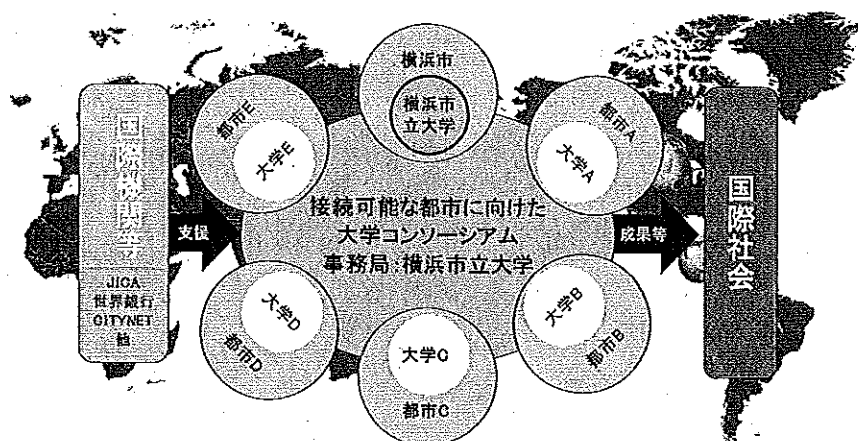 国際機関等
JICA
世界銀行
CITYNET
他
支援
横浜市
横浜市
立大学
都市E
大学E
都市A
大学A
接続可能な都市に向けた
大学コンソーシアム
事務局:横浜市立大学
成果等
国際社会
大学D
都市D
大学C
都市C
大学B
都市B